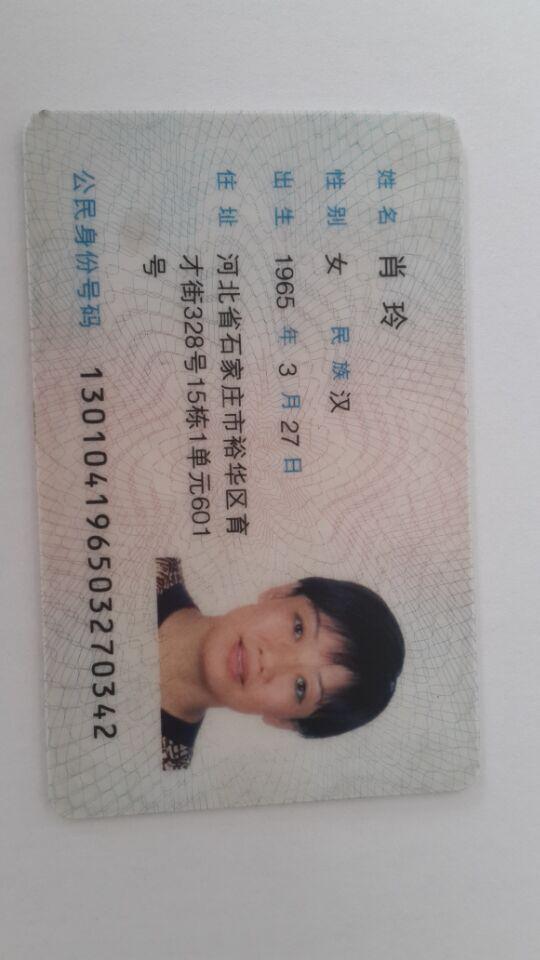 姓名 肖玲
性别 女 民族 汉
出生 1965 年 3 月 27 日
住址 河北省石家庄市裕华区育
才街328号15栋1单元601
号
公民身份号码 130104196503270342